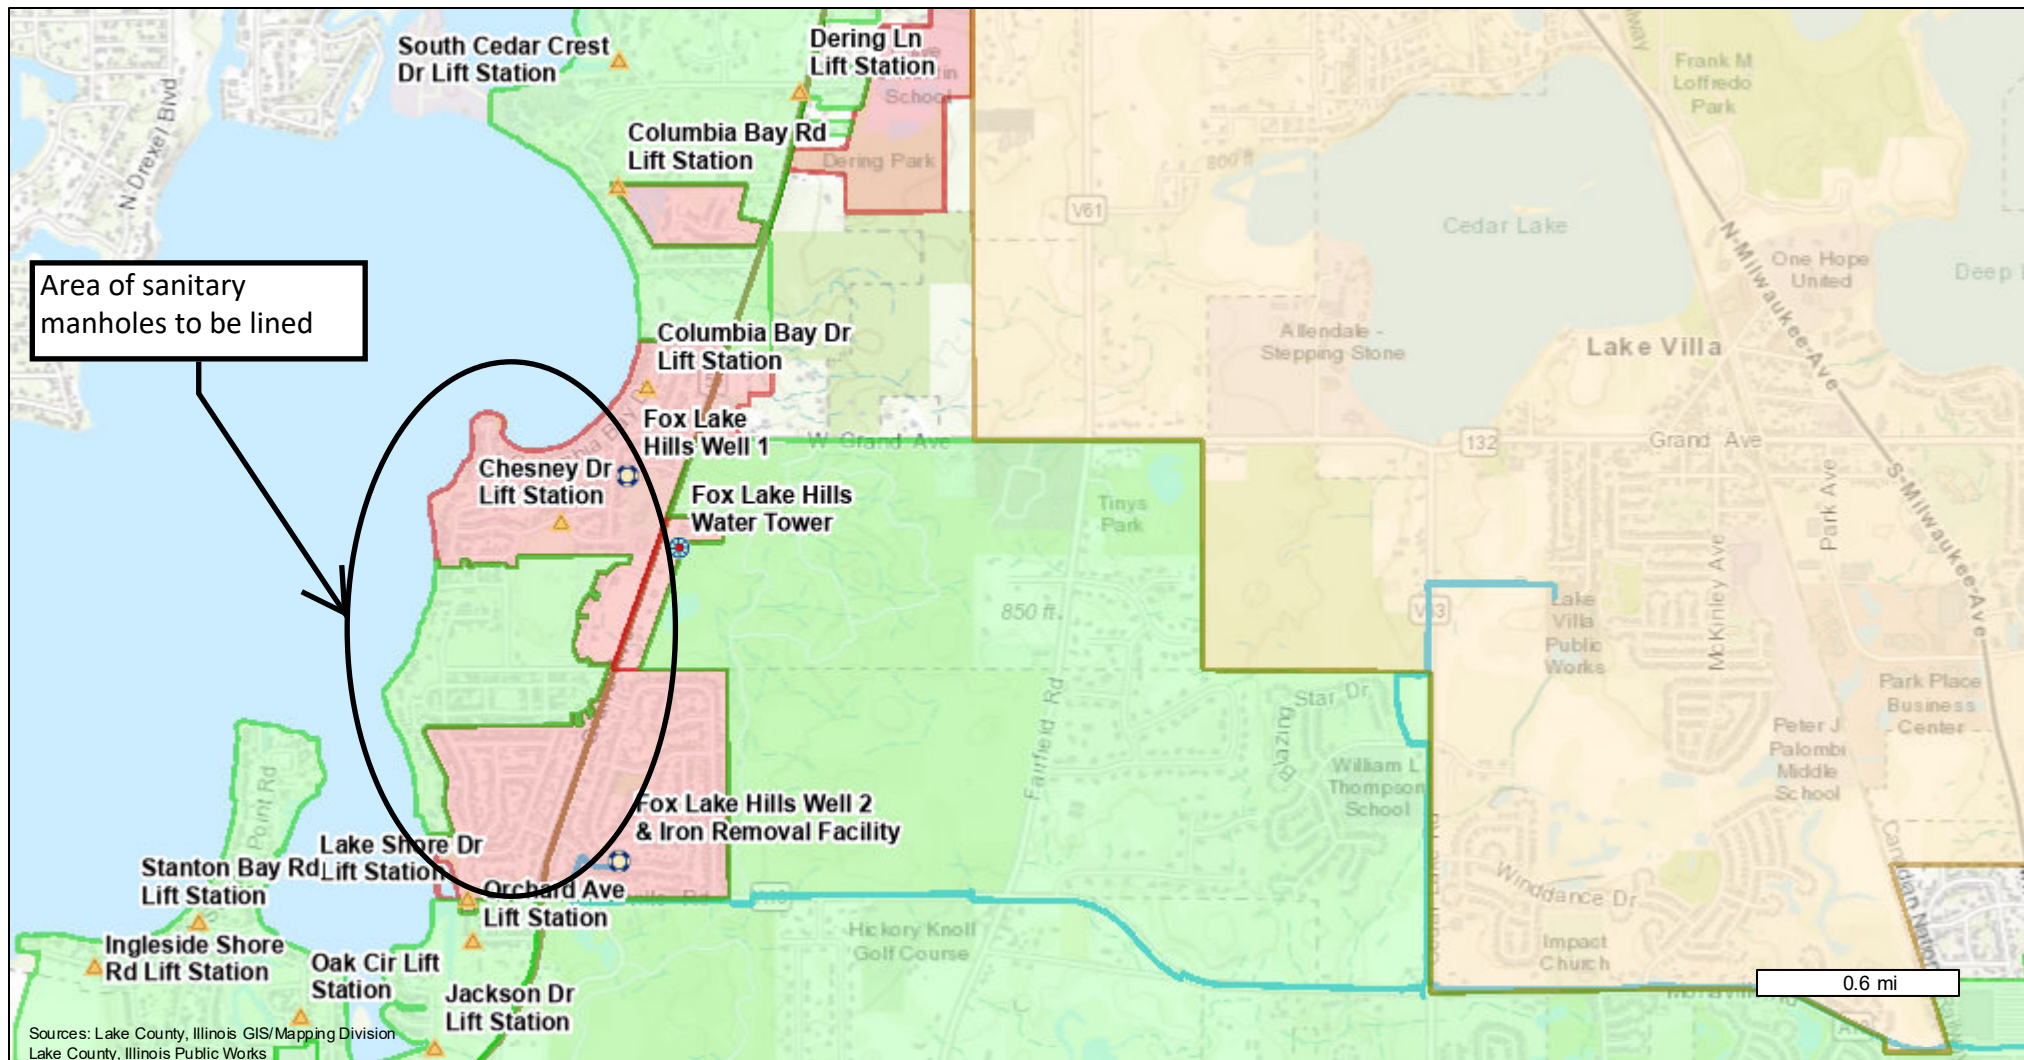 South Cedar Crest
Dr Lift Station
Dering Ln
Lift Station
School
Frank M
Loffredo
Park
N Drexel Blvd
Columbia Bay Rd
Lift Station
Dering Park
800 ft
V61
Cedar Lake
N-Milwaukee-Ave
One Hope
United
Deep
Area of sanitary
manholes to be lined
Columbia Bay Dr
Lift Station
Allendale -
Stepping Stone
Lake Villa
Fox Lake
Hills Well 1
W Grand Ave
132
Grand Ave
Chesney Dr
Lift Station
Fox Lake Hills
Water Tower
Tinys
Park
Park Ave
S-Milwaukee-Ave
McKinley Ave
850 ft.
Lake
Villa
Public
Works
Fairfield Rd
Star Dr
Blazing
Park Place
Business
Center
Peter J
Palombi
Middle
School
William L
Thompson
School
Point Rd
Fox Lake Hills Well 2
& Iron Removal Facility
Lake Shore Dr
Lift Station
Stanton Bay Rd
Lift Station
Orchard Ave
Lift Station
Winddance Dr
Hickory Knoll
Golf Course
Impact
Church
Ingleside Shore
Rd Lift Station
Oak Cir Lift
Station
Jackson Dr
Lift Station
0.6 mi
Sources: Lake County, Illinois GIS/Mapping Division
Lake County, Illinois Public Works